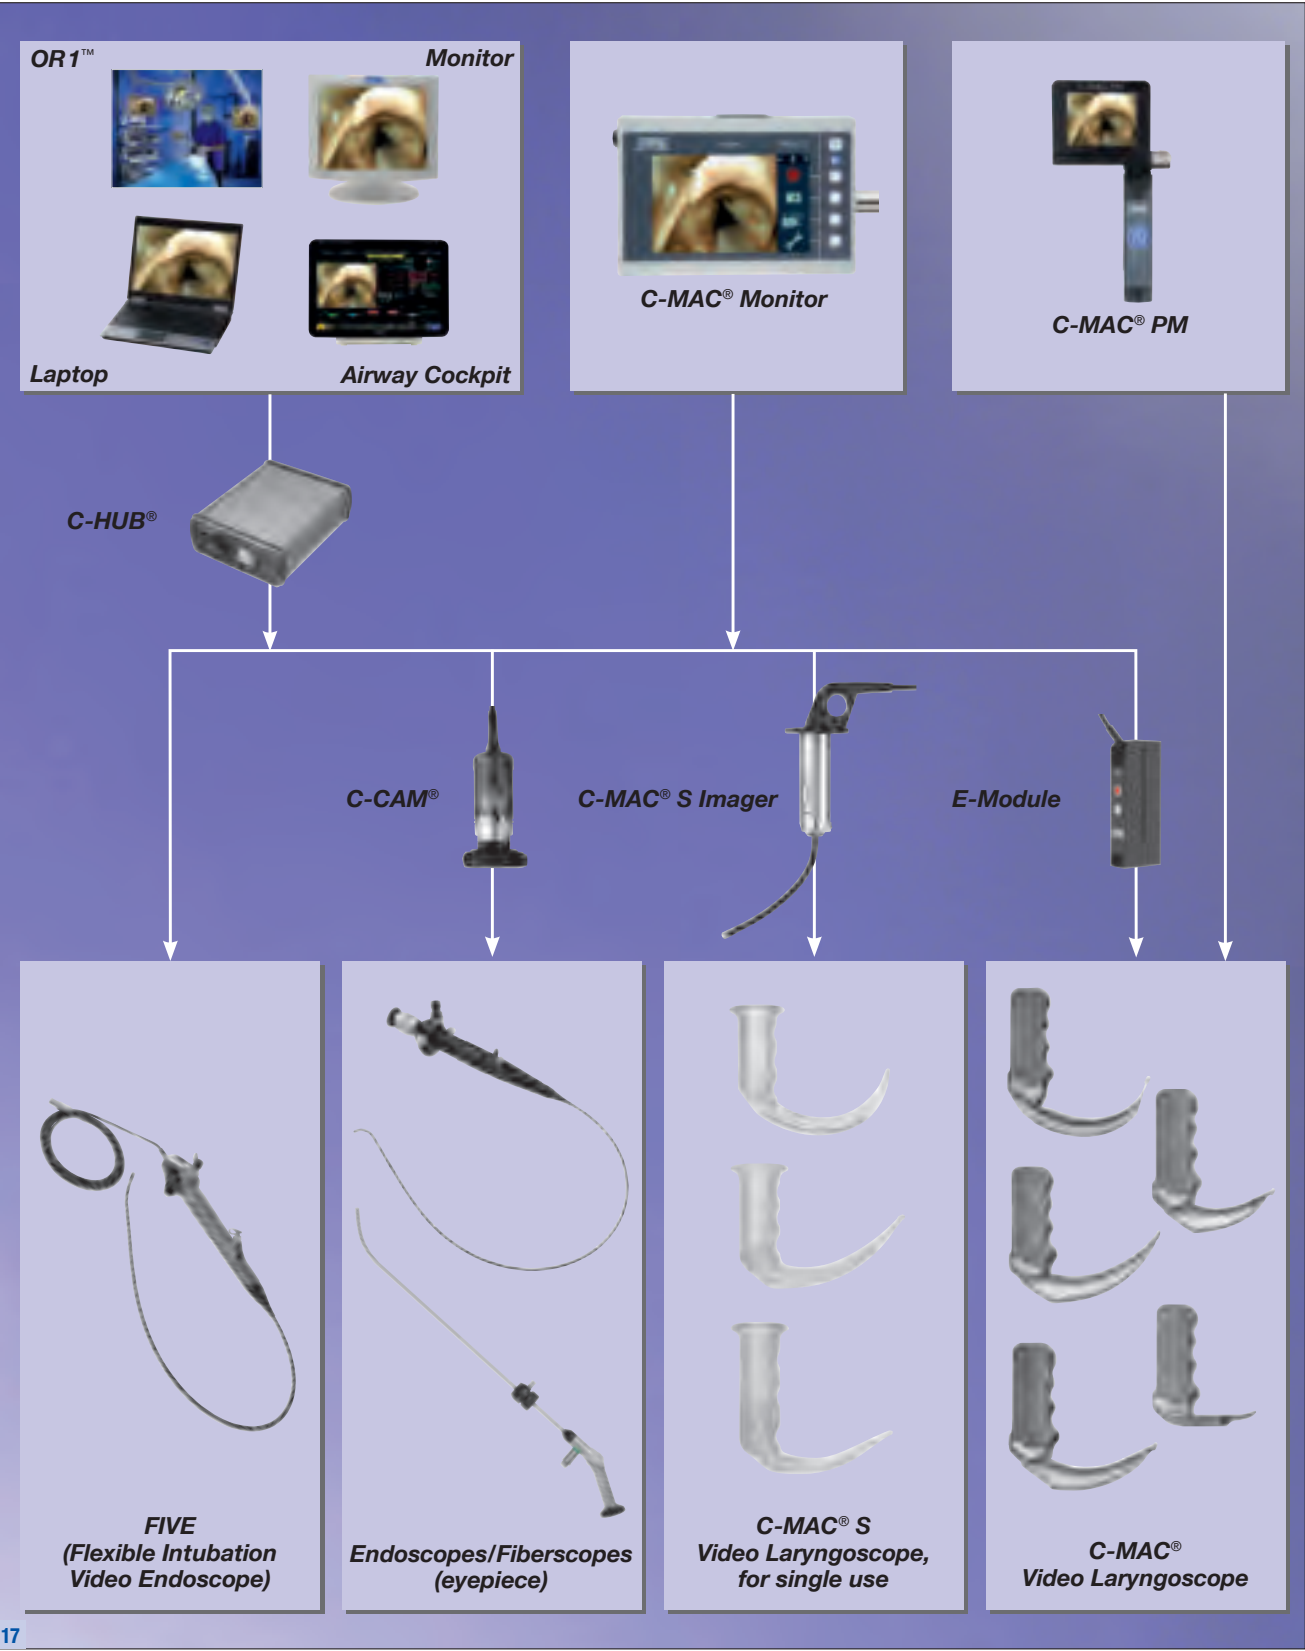 OR1™
Monitor
Laptop
Airway Cockpit
C-MAC® Monitor
C-MAC® PM
C-HUB®
C-CAM®
C-MAC® S Imager
E-Module
FIVE
(Flexible Intubation
Video Endoscope)
Endoscopes/Fiberscopes
(eyepiece)
C-MAC® S
Video Laryngoscope,
for single use
C-MAC®
Video Laryngoscope
17